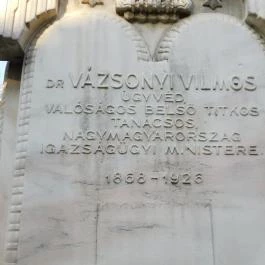 DR VÁZSONYI VILMOS
ÜGYVÉD,
VALÓSÁGOS BELSŐ TITKOS
TANÁCSOS,
NAGYMAGYARORSZÁG
IGAZSÁGÜGYI MINISTERE.
1868-1926